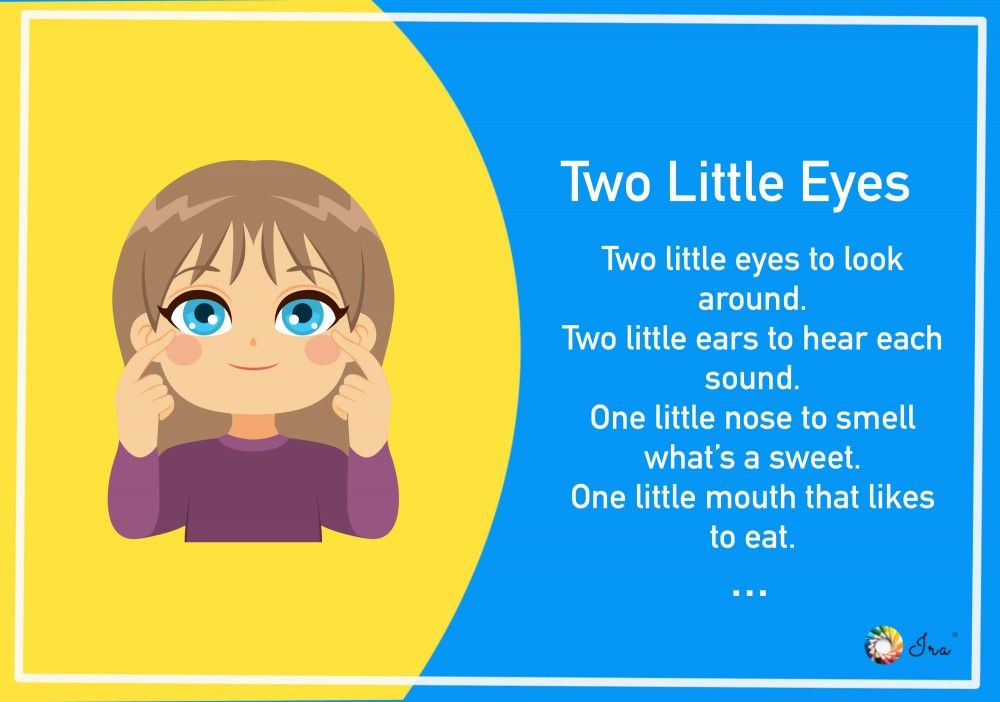 Two Little Eyes
Two little eyes to look
around.
Two little ears to hear each
sound.
One little nose to smell
what's a sweet.
One little mouth that likes
to eat.
...
Ira